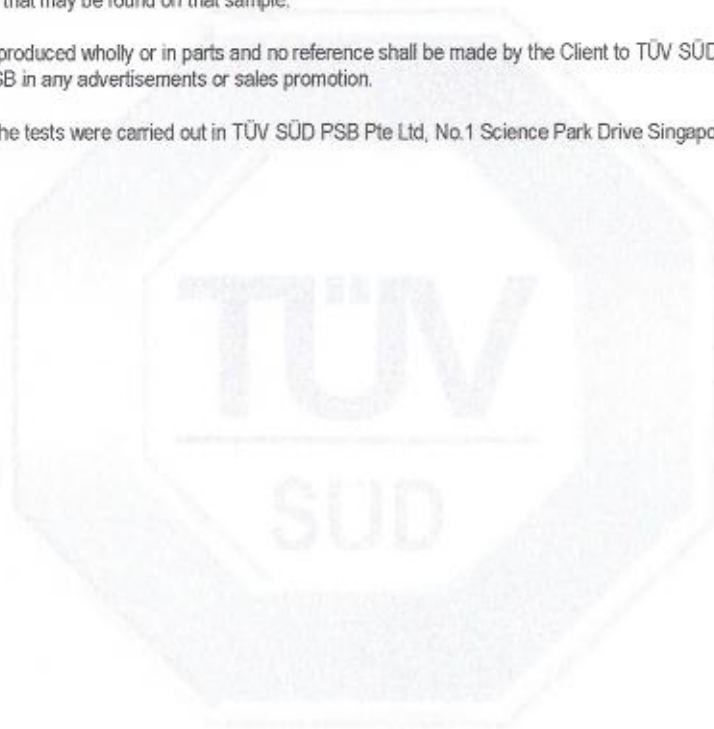 that may be found on that sample.
produced wholly or in parts and no reference shall be made by the Client to TÜV SÜD
SB in any advertisements or sales promotion.
he tests were carried out in TÜV SÜD PSB Pte Ltd, No.1 Science Park Drive Singapo
TÜV
SÜD